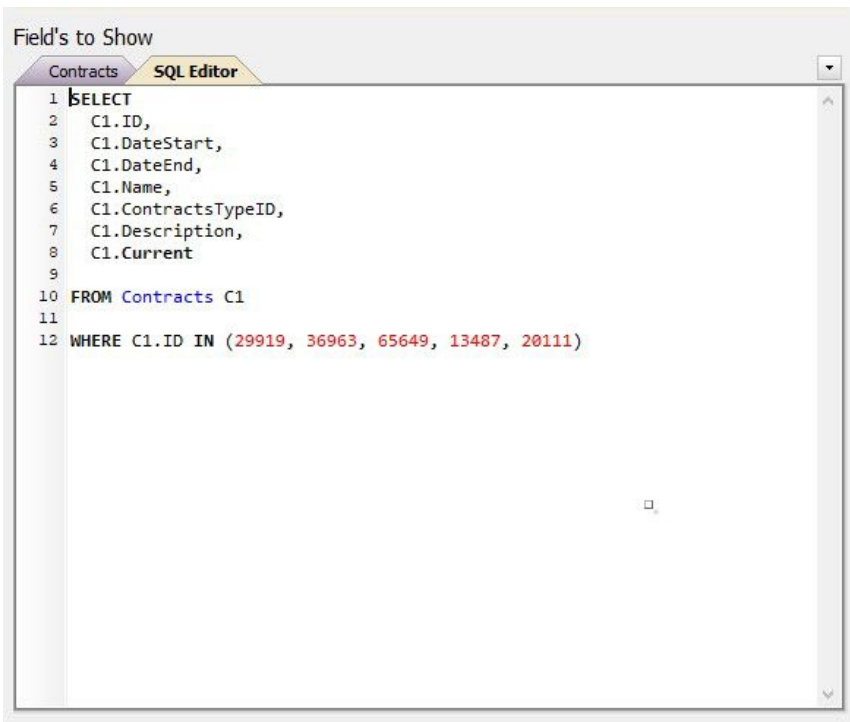 Field's to Show
Contracts SQL Editor
1 SELECT
2 C1.ID,
3 C1.DateStart,
4 C1.DateEnd,
5 C1.Name,
6 C1.ContractsTypeID,
7 C1.Description,
8 C1.Current
9
10 FROM Contracts C1
11
12 WHERE C1.ID IN (29919, 36963, 65649, 13487, 20111)